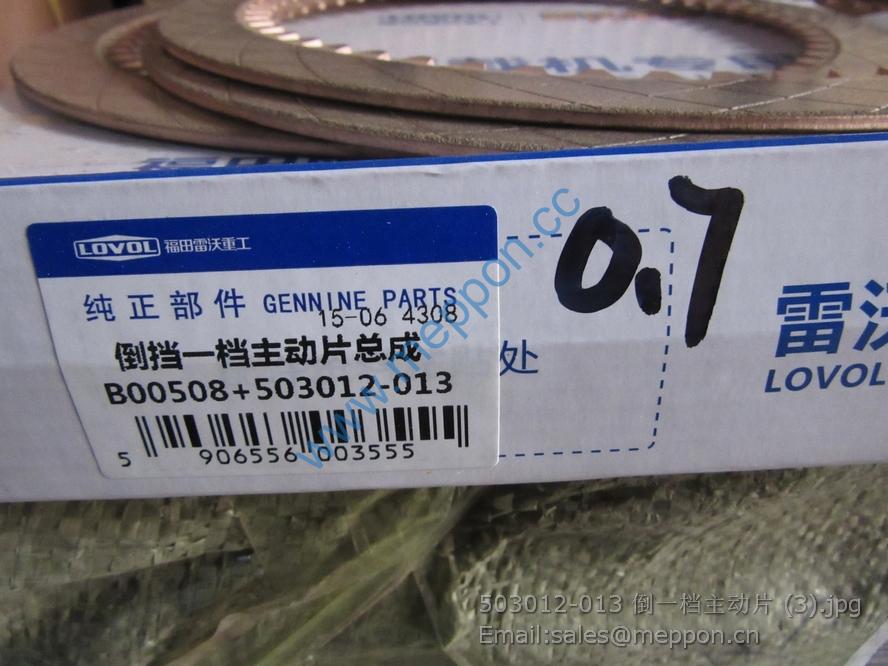 LOVOL 福田雷沃重工
纯正部件 GENNINE PARTS
15-06 4308
倒挡一档主动片总成
B00508+503012-013
5 906556 003555
处
0.7
雷沃
LOVOL
www.meppon.cc
503012-013 倒一档主动片 (3).jpg
Email:sales@meppon.cn